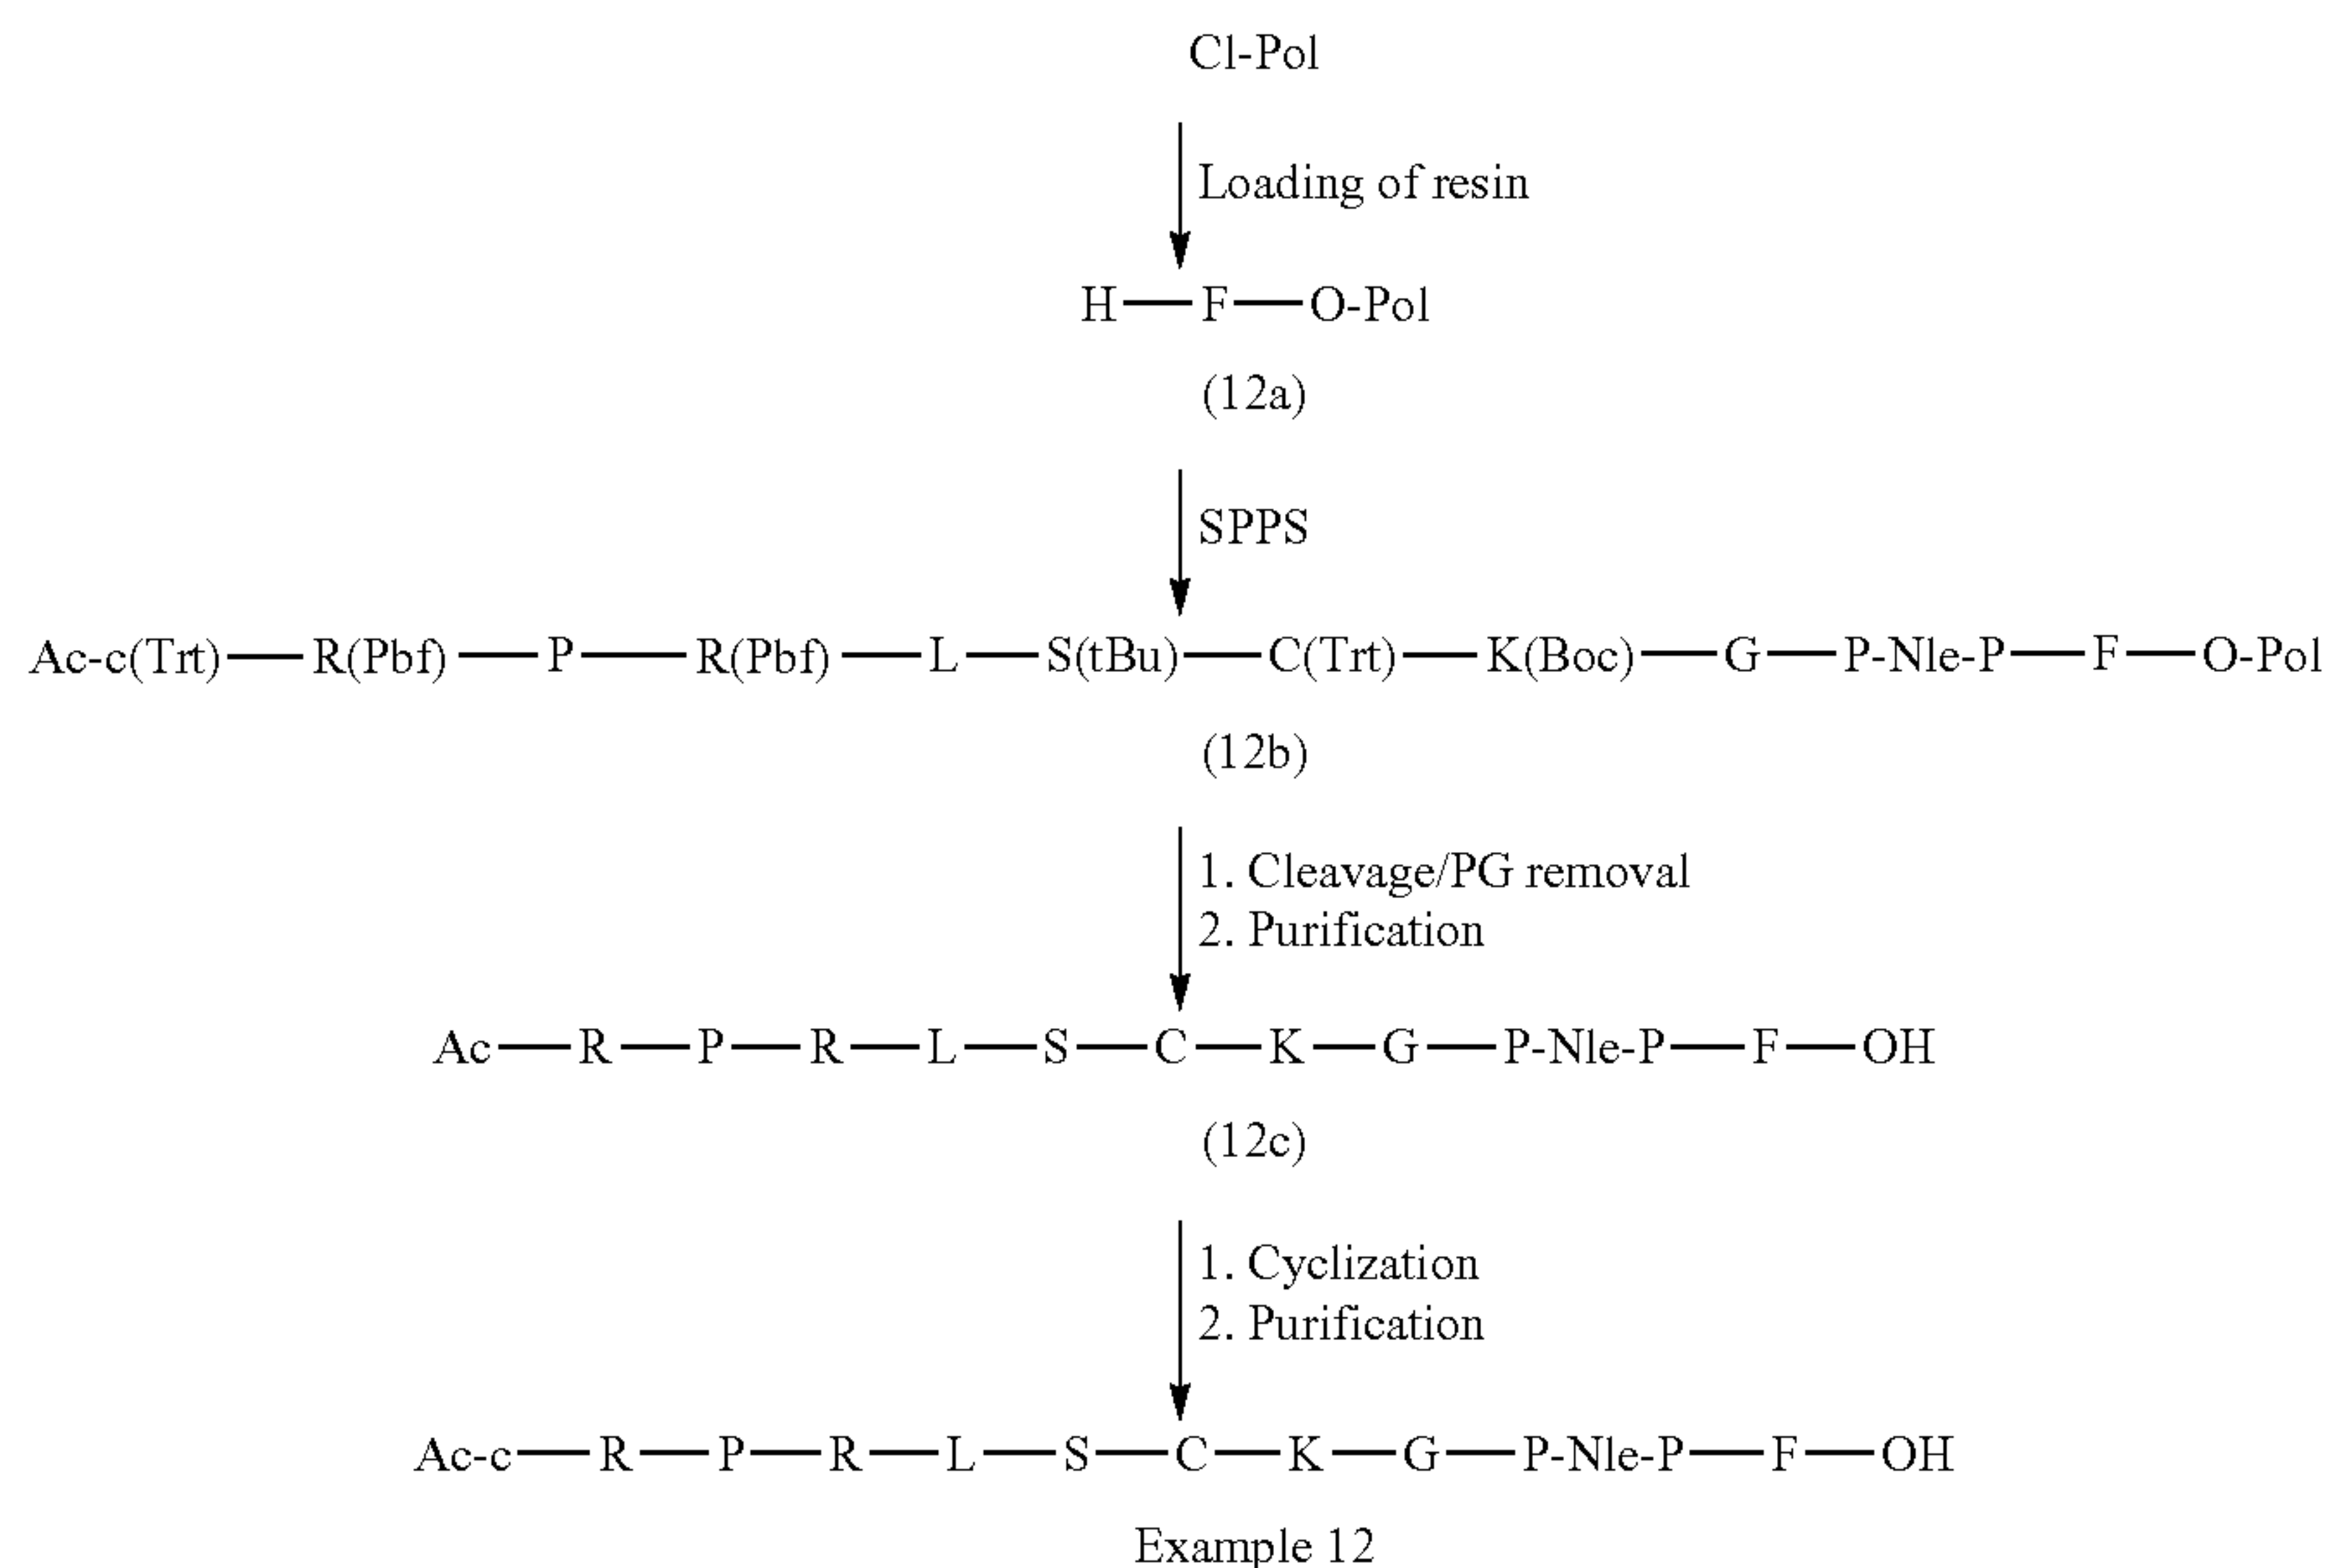 Cl-Pol
Loading of resin
H—F—O-Pol
(12a)
SPPS
Ac-c(Trt)—R(Pbf)—P—R(Pbf)—L—S(tBu)—C(Trt)—K(Boc)—G—P-Nle-P—F—O-Pol
(12b)
1. Cleavage/PG removal
2. Purification
Ac—R—P—R—L—S—C—K—G—P-Nle-P—F—OH
(12c)
1. Cyclization
2. Purification
Ac-c—R—P—R—L—S—C—K—G—P-Nle-P—F—OH
Example 12